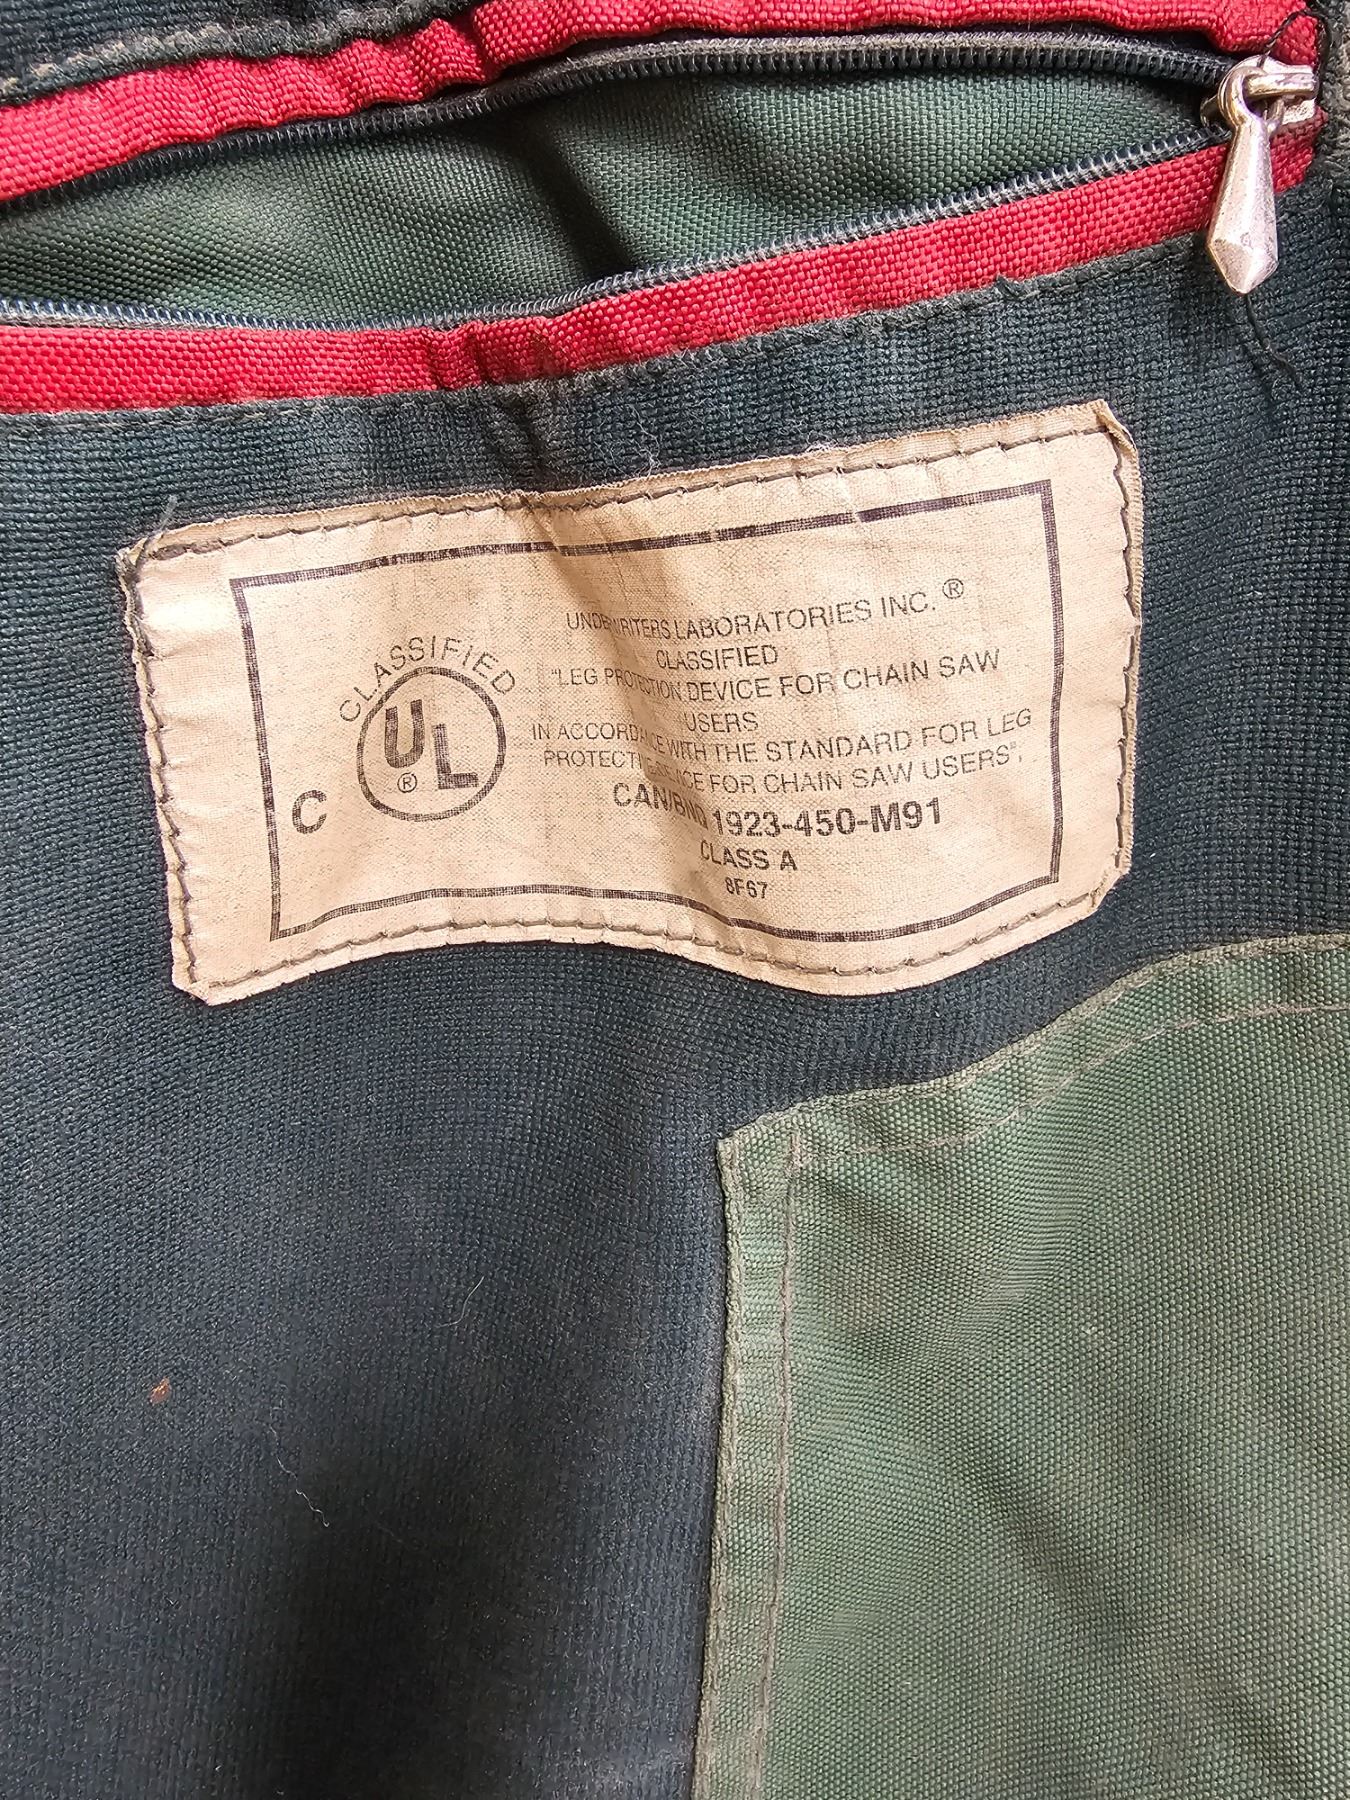 UNDERWRITERS LABORATORIES INC. ®
CLASSIFIED
"LEG PROTECTION DEVICE FOR CHAIN SAW
USERS
IN ACCORDANCE WITH THE STANDARD FOR LEG
PROTECTIVE DEVICE FOR CHAIN SAW USERS",
CAN/BNQ 1923-450-M91
CLASS A
8F67
CLASSIFIED
UL
®
C